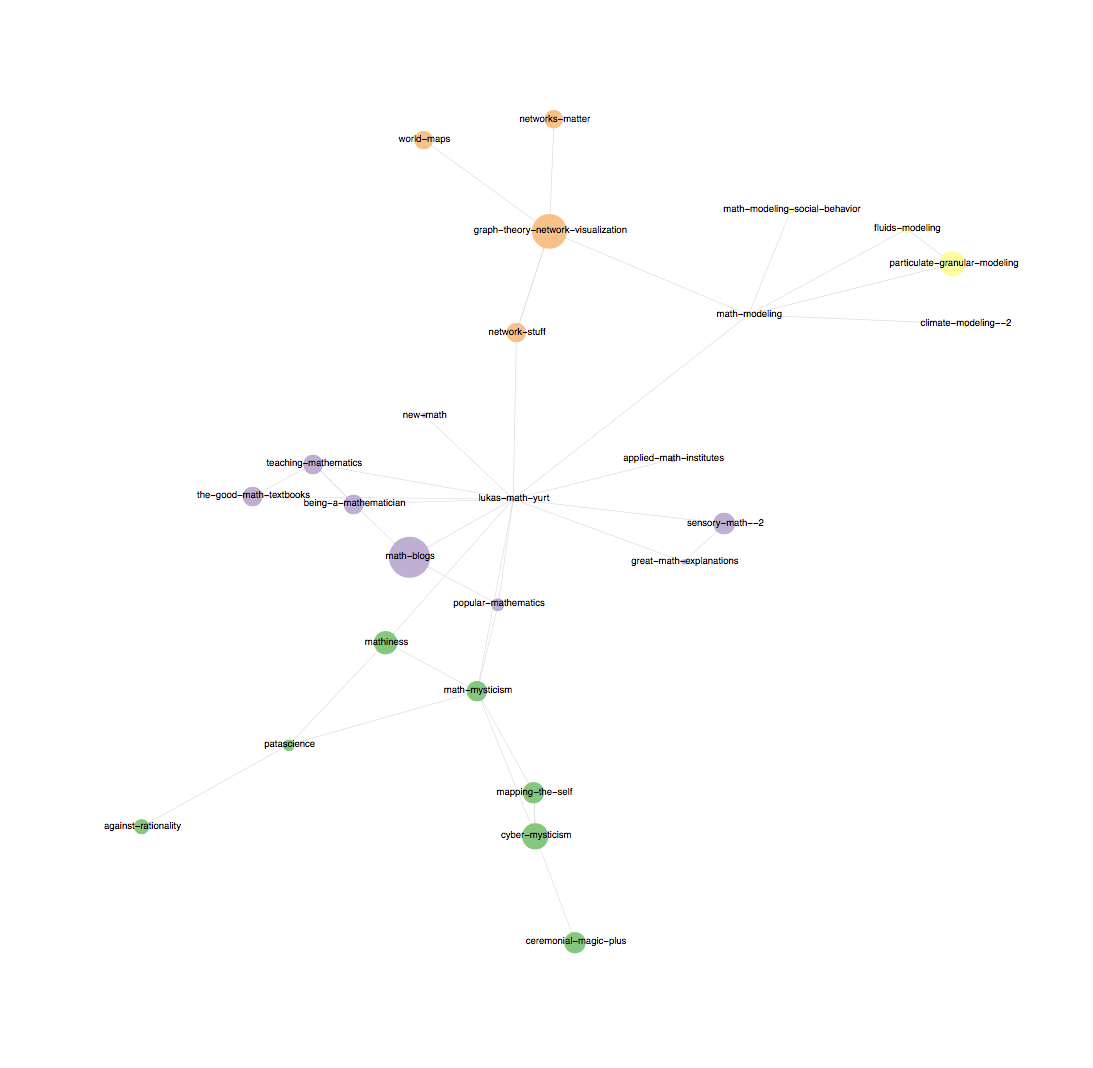 networks-matter
world-maps
math-modeling-social-behavior
fluids-modeling
graph-theory-network-visualization
particulate-granular-modeling
math-modeling
climate-modeling--2
network-stuff
new-math
applied-math-institutes
teaching-mathematics
the-good-math-textbooks
lukas-math-yurt
being-a-mathematician
sensory-math--2
math-blogs
great-math-explanations
popular-mathematics
mathiness
math-mysticism
patascience
mapping-the-self
against-rationality
cyber-mysticism
ceremonial-magic-plus